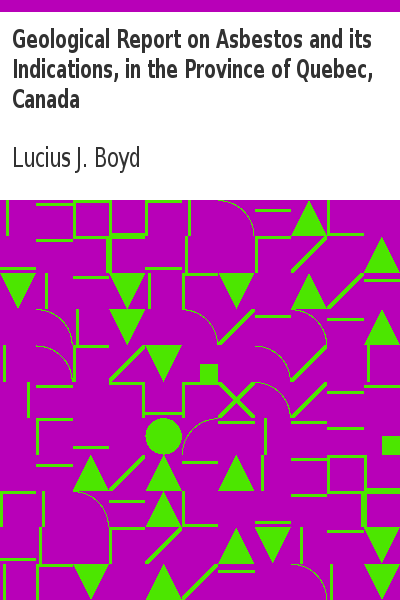 Geological Report on Asbestos and its
Indications, in the Province of Quebec,
Canada
Lucius J. Boyd